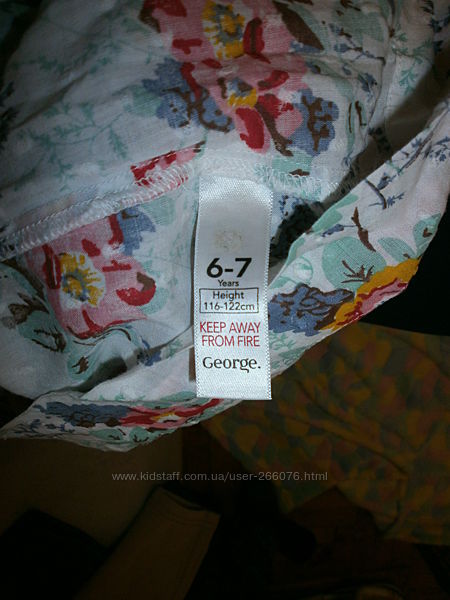 6-7
Years
Height
116-122cm
KEEP AWAY
FROM FIRE
George.
www.kidstaff.com.ua/user-266076.html